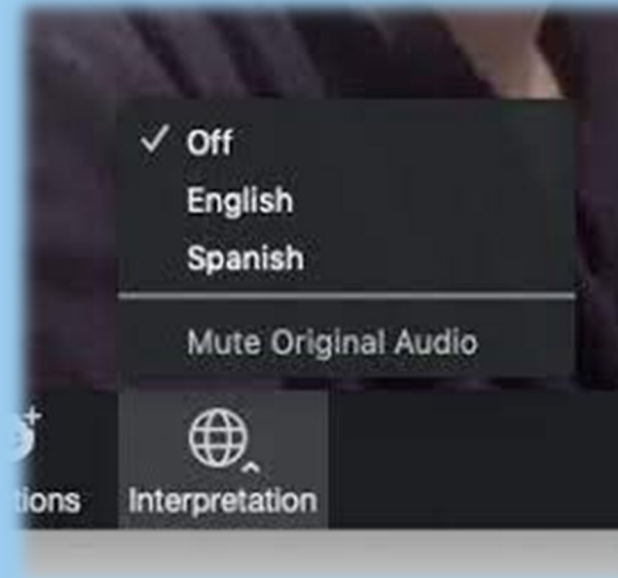 Off
English
Spanish
Mute Original Audio
tions
Interpretation